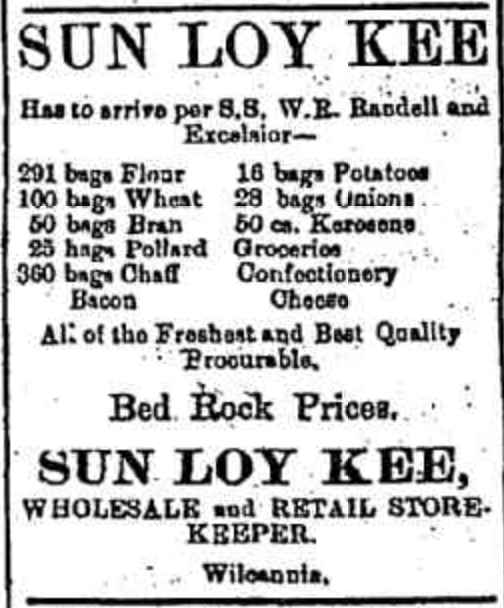 SUN LOY KEE
Has to arrive per S.S. W.R. Randell and
Excelsior—
291 bags Flour 16 bags Potatoes
100 bags Wheat 28 bags Onions
50 bags Bran 50 cs. Kerosene
25 bags Pollard Groceries
360 bags Chaff Confectionery
Bacon Cheese
All of the Freshest and Best Quality
Procurable.
Bed Rock Prices.
SUN LOY KEE,
WHOLESALE and RETAIL STORE-
KEEPER.
Wilcannia.